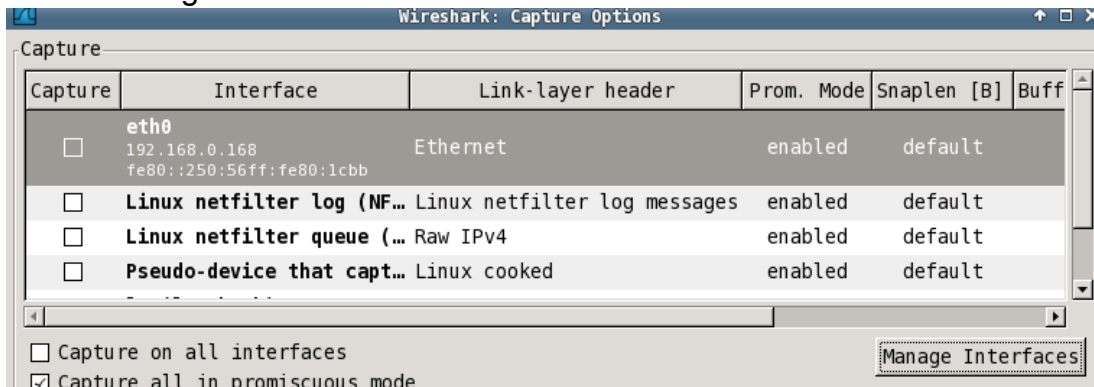 Wireshark: Capture Options
Capture
Capture Interface Link-layer header Prom. Mode Snaplen [B] Buff
eth0
192.168.0.168 Ethernet enabled default
fe80::250:56ff:fe80:1cbb
Linux netfilter log (NF… Linux netfilter log messages enabled default
Linux netfilter queue (… Raw IPv4 enabled default
Pseudo-device that capt… Linux cooked enabled default
Capture on all interfaces Manage Interfaces
Capture all in promiscuous mode